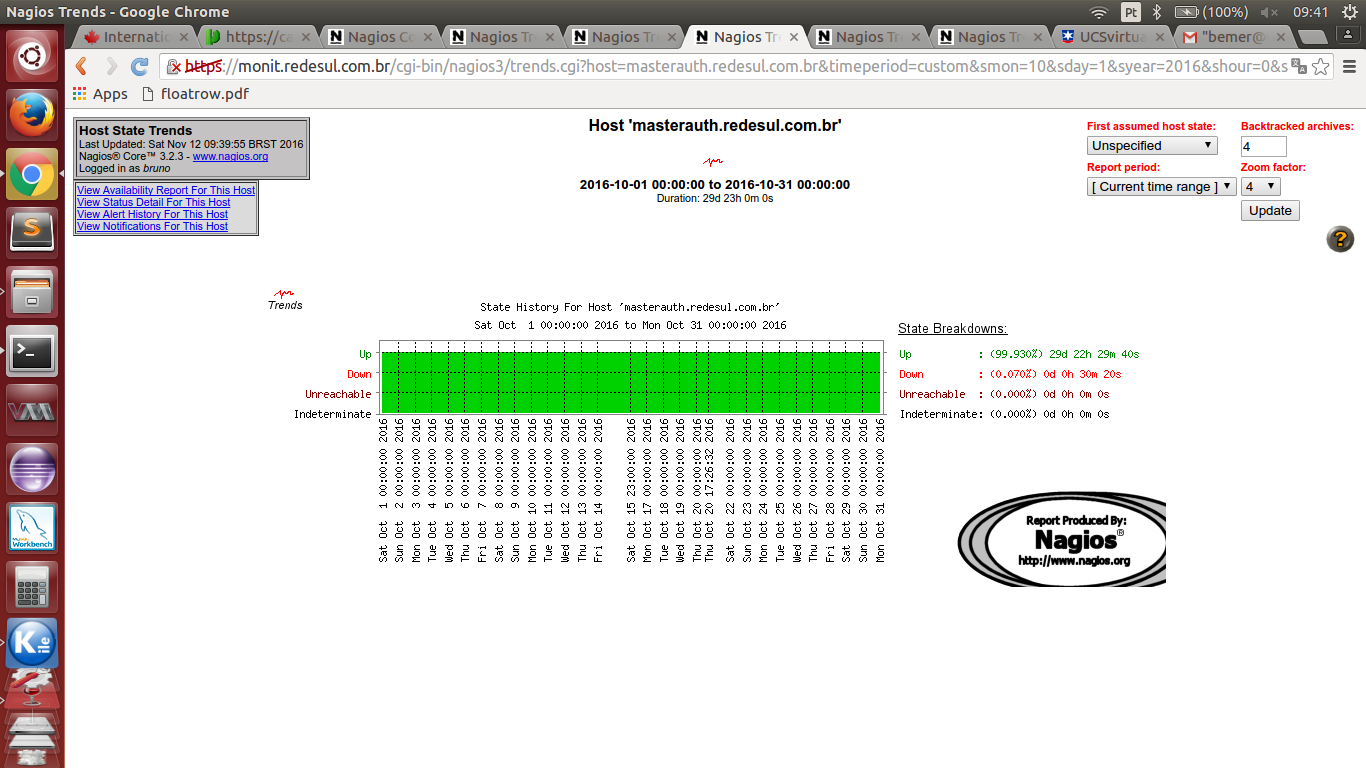 Nagios Trends - Google Chrome
Pt (100%) 09:41
Internatio https://ca Nagios Co Nagios Tre Nagios Tre Nagios Tre Nagios Tre Nagios Tre UCSvirtua "bemer@
https://monit.redesul.com.br/cgi-bin/nagios3/trends.cgi?host=masterauth.redesul.com.br&timeperiod=custom&smon=10&sday=1&syear=2016&shour=0&s
Apps floatrow.pdf
Host State Trends
Last Updated: Sat Nov 12 09:39:55 BRST 2016
Nagios® Core™ 3.2.3 - www.nagios.org
Logged in as bruno
View Availability Report For This Host
View Status Detail For This Host
View Alert History For This Host
View Notifications For This Host
Host 'masterauth.redesul.com.br'
2016-10-01 00:00:00 to 2016-10-31 00:00:00
Duration: 29d 23h 0m 0s
First assumed host state: Backtracked archives:
Unspecified 4
Report period: Zoom factor:
[ Current time range ] 4
Update
?
Trends
State History For Host 'masterauth.redesul.com.br'
Sat Oct 1 00:00:00 2016 to Mon Oct 31 00:00:00 2016
Up
Down
Unreachable
Indeterminate
Sat Oct 1 00:00:00 2016
Sun Oct 2 00:00:00 2016
Mon Oct 3 00:00:00 2016
Tue Oct 4 00:00:00 2016
Wed Oct 5 00:00:00 2016
Thu Oct 6 00:00:00 2016
Fri Oct 7 00:00:00 2016
Sat Oct 8 00:00:00 2016
Sun Oct 9 00:00:00 2016
Mon Oct 10 00:00:00 2016
Tue Oct 11 00:00:00 2016
Wed Oct 12 00:00:00 2016
Thu Oct 13 00:00:00 2016
Fri Oct 14 00:00:00 2016
Sat Oct 15 23:00:00 2016
Mon Oct 17 00:00:00 2016
Tue Oct 18 00:00:00 2016
Wed Oct 19 00:00:00 2016
Thu Oct 20 00:00:00 2016
Thu Oct 20 17:26:32 2016
Sat Oct 22 00:00:00 2016
Sun Oct 23 00:00:00 2016
Mon Oct 24 00:00:00 2016
Tue Oct 25 00:00:00 2016
Wed Oct 26 00:00:00 2016
Thu Oct 27 00:00:00 2016
Fri Oct 28 00:00:00 2016
Sat Oct 29 00:00:00 2016
Sun Oct 30 00:00:00 2016
Mon Oct 31 00:00:00 2016
State Breakdowns:
Up : (99.930%) 29d 22h 29m 40s
Down : (0.070%) 0d 0h 30m 20s
Unreachable : (0.000%) 0d 0h 0m 0s
Indeterminate: (0.000%) 0d 0h 0m 0s
Report Produced By:
Nagios®
http://www.nagios.org
MySQL
Workbench
Kile